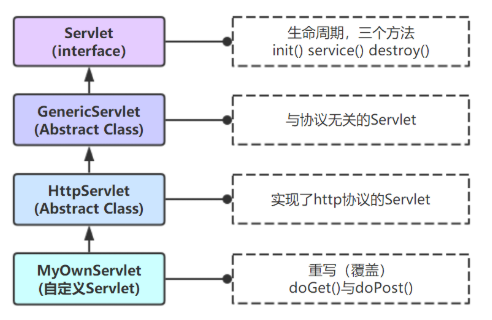 Servlet
(interface)
生命周期，三个方法
init() service() destroy()
GenericServlet
(Abstract Class)
与协议无关的Servlet
HttpServlet
(Abstract Class)
实现了http协议的Servlet
MyOwnServlet
(自定义Servlet)
重写（覆盖）
doGet()与doPost()